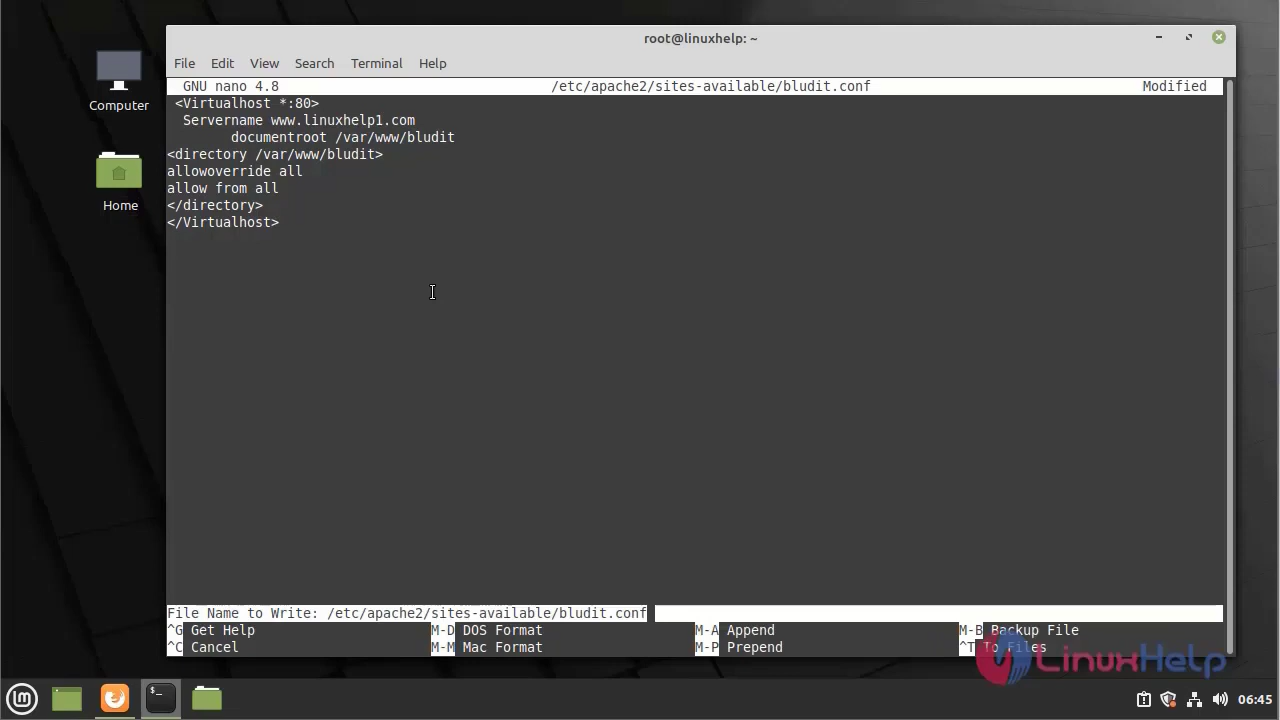 root@linuxhelp: ~
File Edit View Search Terminal Help
GNU nano 4.8 /etc/apache2/sites-available/bludit.conf Modified
<Virtualhost *:80>
Servername www.linuxhelp1.com
documentroot /var/www/bludit
<directory /var/www/bludit>
allowoverride all
allow from all
</directory>
</Virtualhost>
File Name to Write: /etc/apache2/sites-available/bludit.conf
^G Get Help M-D DOS Format M-A Append M-B Backup File
^C Cancel M-M Mac Format M-P Prepend ^T To Files
Computer
Home
LinuxHelp
06:45